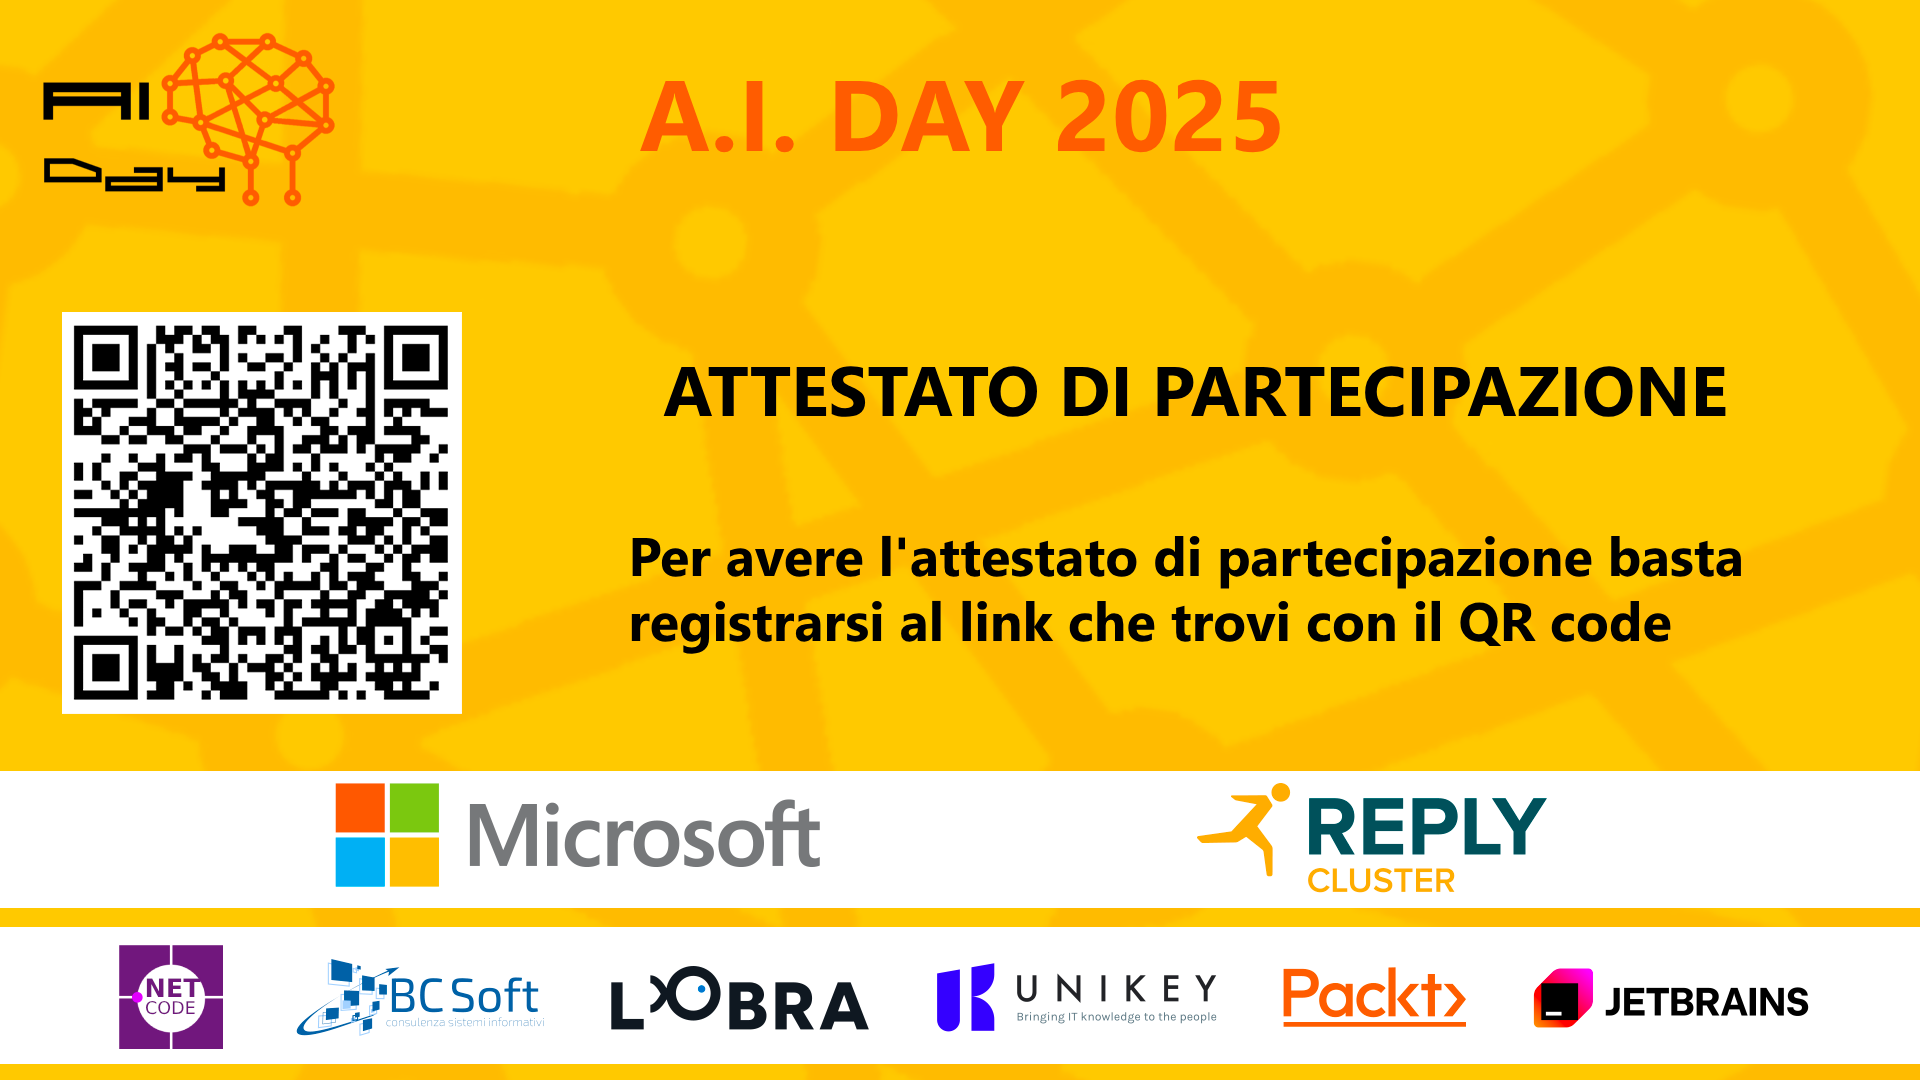 AI
Day
A.I. DAY 2025
ATTESTATO DI PARTECIPAZIONE
Per avere l'attestato di partecipazione basta
registrarsi al link che trovi con il QR code
Microsoft
REPLY
CLUSTER
.NET
CODE
BCSoft
consulenza sistemi informativi
LOBRA
UNIKEY
Bringing IT knowledge to the people
Packt>
JETBRAINS